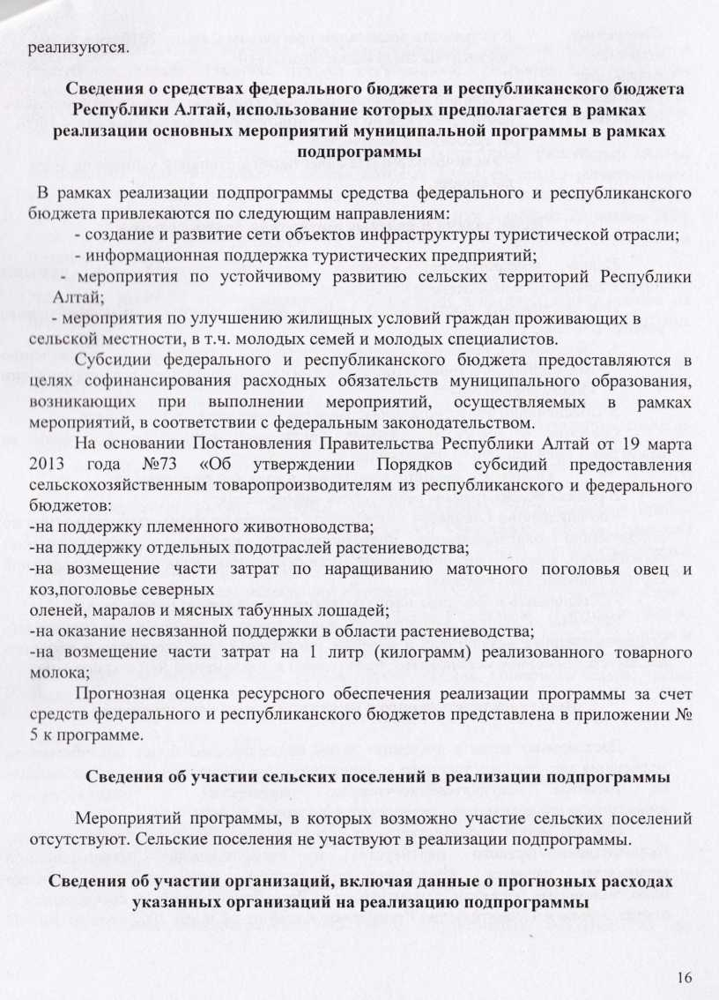 реализуются.
Сведения о средствах федерального бюджета и республиканского бюджета
Республики Алтай, использование которых предполагается в рамках
реализации основных мероприятий муниципальной программы в рамках
подпрограммы
В рамках реализации подпрограммы средства федерального и республиканского
бюджета привлекаются по следующим направлениям:
- создание и развитие сети объектов инфраструктуры туристической отрасли;
- информационная поддержка туристических предприятий;
- мероприятия по устойчивому развитию сельских территорий Республики
Алтай;
- мероприятия по улучшению жилищных условий граждан проживающих в
сельской местности, в т.ч. молодых семей и молодых специалистов.
Субсидии федерального и республиканского бюджета предоставляются в
целях софинансирования расходных обязательств муниципального образования,
возникающих при выполнении мероприятий, осуществляемых в рамках
мероприятий, в соответствии с федеральным законодательством.
На основании Постановления Правительства Республики Алтай от 19 марта
2013 года №73 «Об утверждении Порядков субсидий предоставления
сельскохозяйственным товаропроизводителям из республиканского и федерального
бюджетов:
-на поддержку племенного животноводства;
-на поддержку отдельных подотраслей растениеводства;
-на возмещение части затрат по наращиванию маточного поголовья овец и
коз,поголовье северных
оленей, маралов и мясных табунных лошадей;
-на оказание несвязанной поддержки в области растениеводства;
-на возмещение части затрат на 1 литр (килограмм) реализованного товарного
молока;
Прогнозная оценка ресурсного обеспечения реализации программы за счет
средств федерального и республиканского бюджетов представлена в приложении №
5 к программе.
Сведения об участии сельских поселений в реализации подпрограммы
Мероприятий программы, в которых возможно участие сельских поселений
отсутствуют. Сельские поселения не участвуют в реализации подпрограммы.
Сведения об участии организаций, включая данные о прогнозных расходах
указанных организаций на реализацию подпрограммы
16